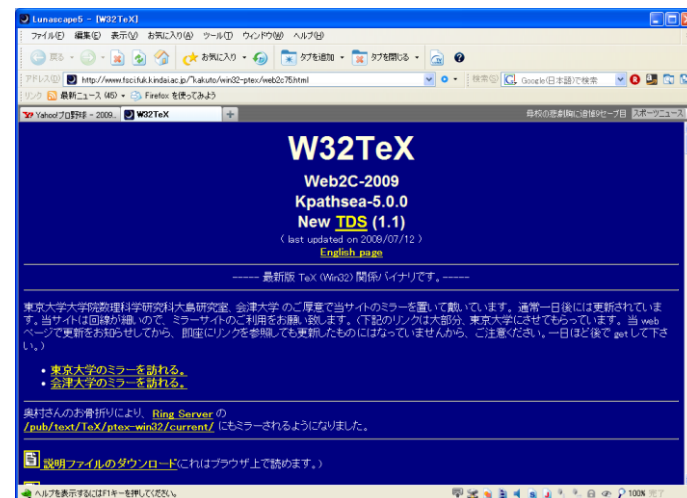 Lunascape5 - [W32TeX]
ファイル(F) 編集(E) 表示(V) お気に入り(A) ツール(T) ウィンドウ(W) ヘルプ(H)
戻る お気に入り タブを追加 タブを閉じる
アドレス(D) http://www.fsci.fuk.kindai.ac.jp/~kakuto/win32-ptex/web2c75.html 検索 Google(日本語)で検索
リンク 最新ニュース (45) Firefox を使ってみよう
Yahoo!プロ野球 - 2009... W32TeX スポーツニュース
W32TeX
Web2C-2009
Kpathsea-5.0.0
New TDS (1.1)
( last updated on 2009/07/12 )
English page
----- 最新版 TeX (Win32) 関係バイナリです。-----
東京大学大学院数理科学研究科大島研究室、会津大学 のご厚意で当サイトのミラーを置いて戴いています。通常一日後には更新されていま
す。当サイトは回線が細いので、ミラーサイトのご利用をお願い致します。(下記のリンクは大部分、東京大学にさせてもらっています。当 web
ページで更新をお知らせしてから、即座にリンクを参照しても更新したものにはなっていませんから、ご注意ください。一日ほど後で get して下さ
い。)
東京大学のミラーを訪れる。
会津大学のミラーを訪れる。
奥村さんのお骨折りにより、Ring Server の
/pub/text/TeX/ptex-win32/current/ にもミラーされるようになりました。
説明ファイルのダウンロード(これはブラウザ上で読めます。)
ヘルプを表示するにはF1キーを押してください。 100% 完了